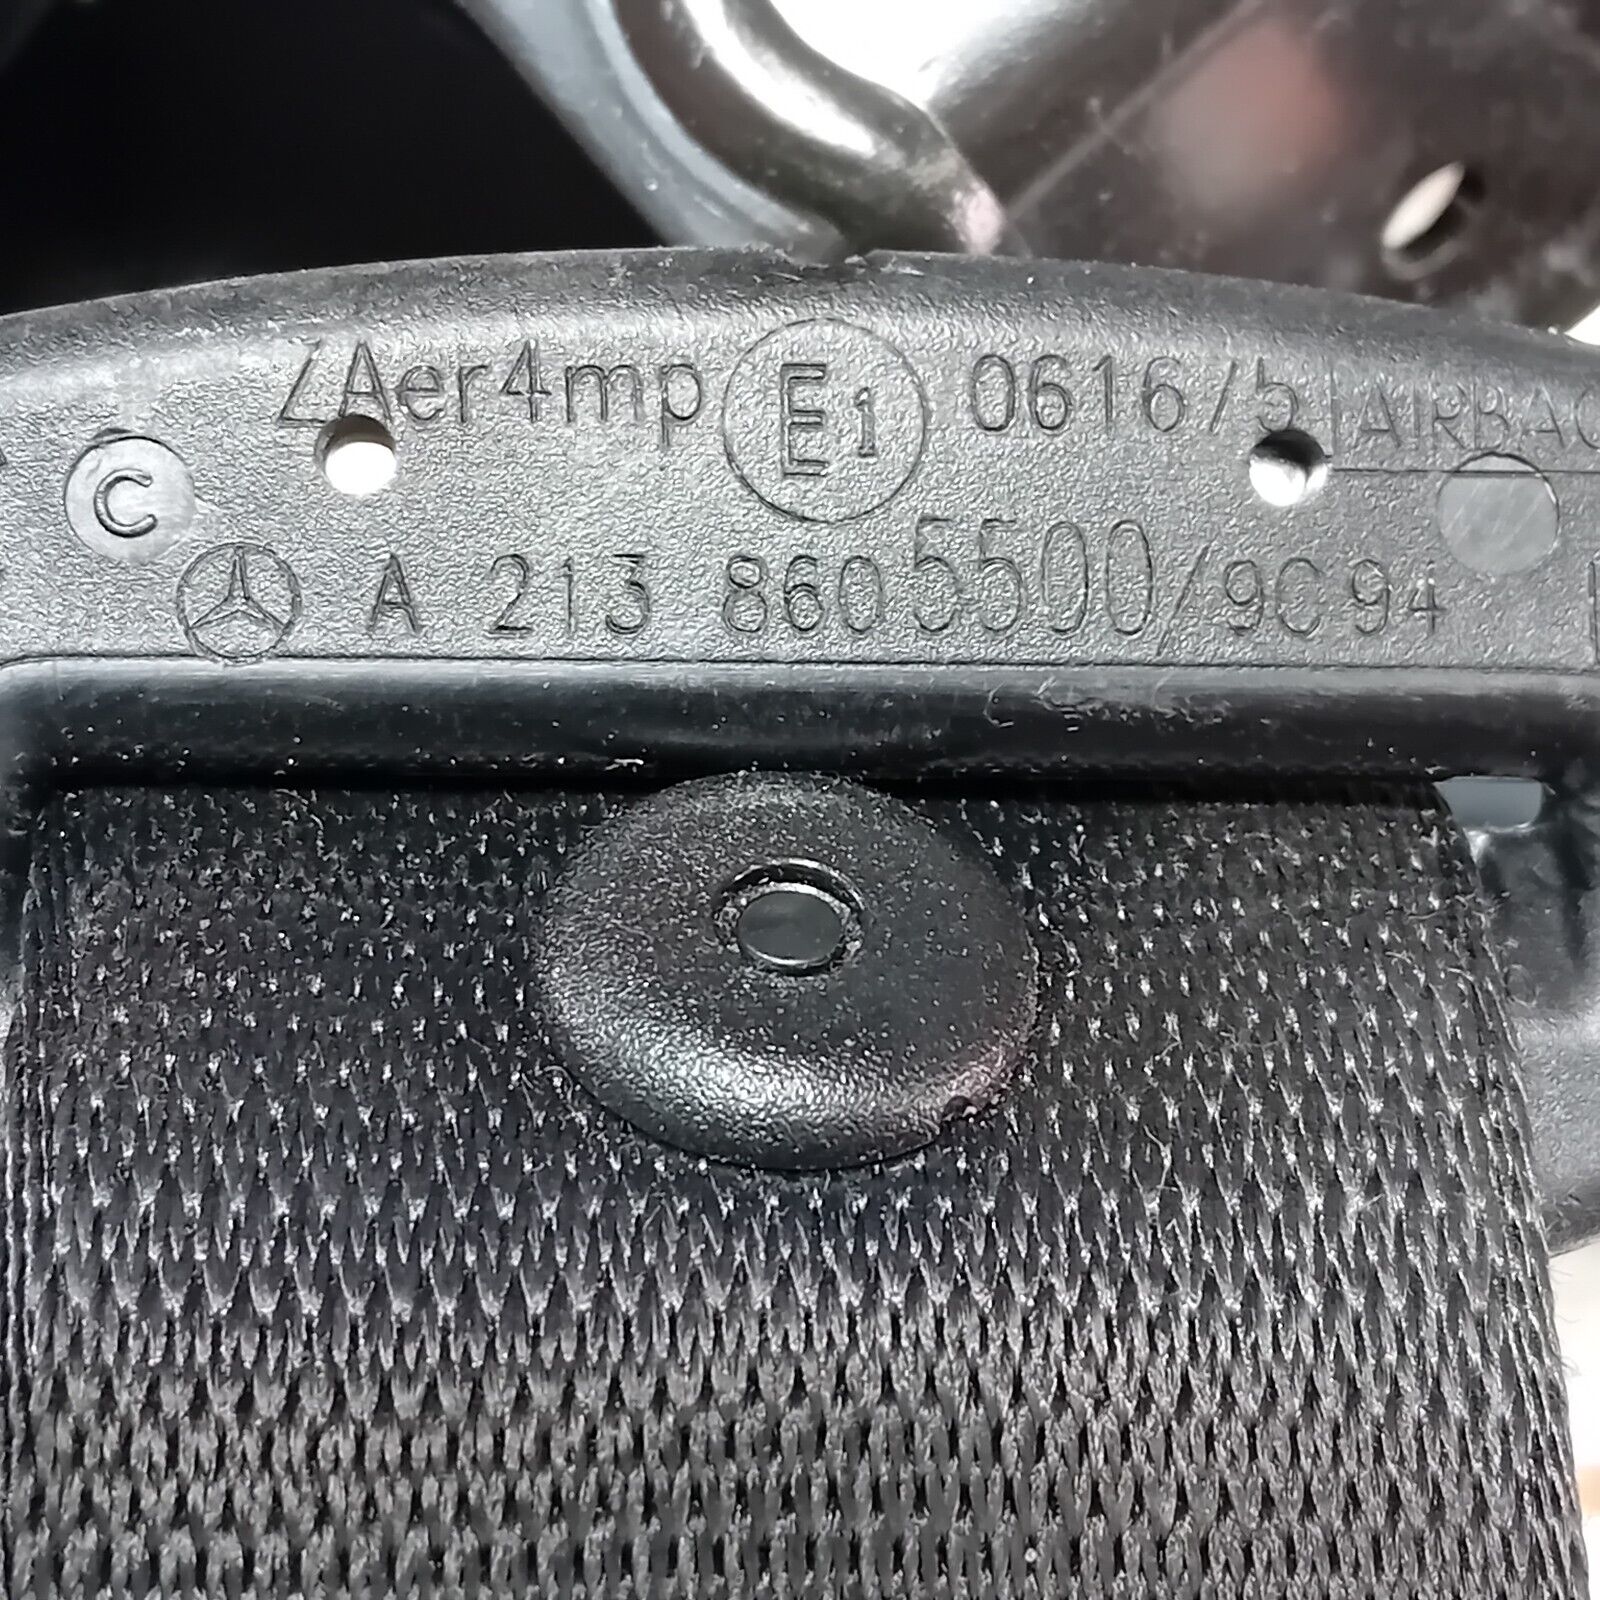 ZAer4mp E1 0616/5 AIRBAG
C
A 213 860 5500/9C94